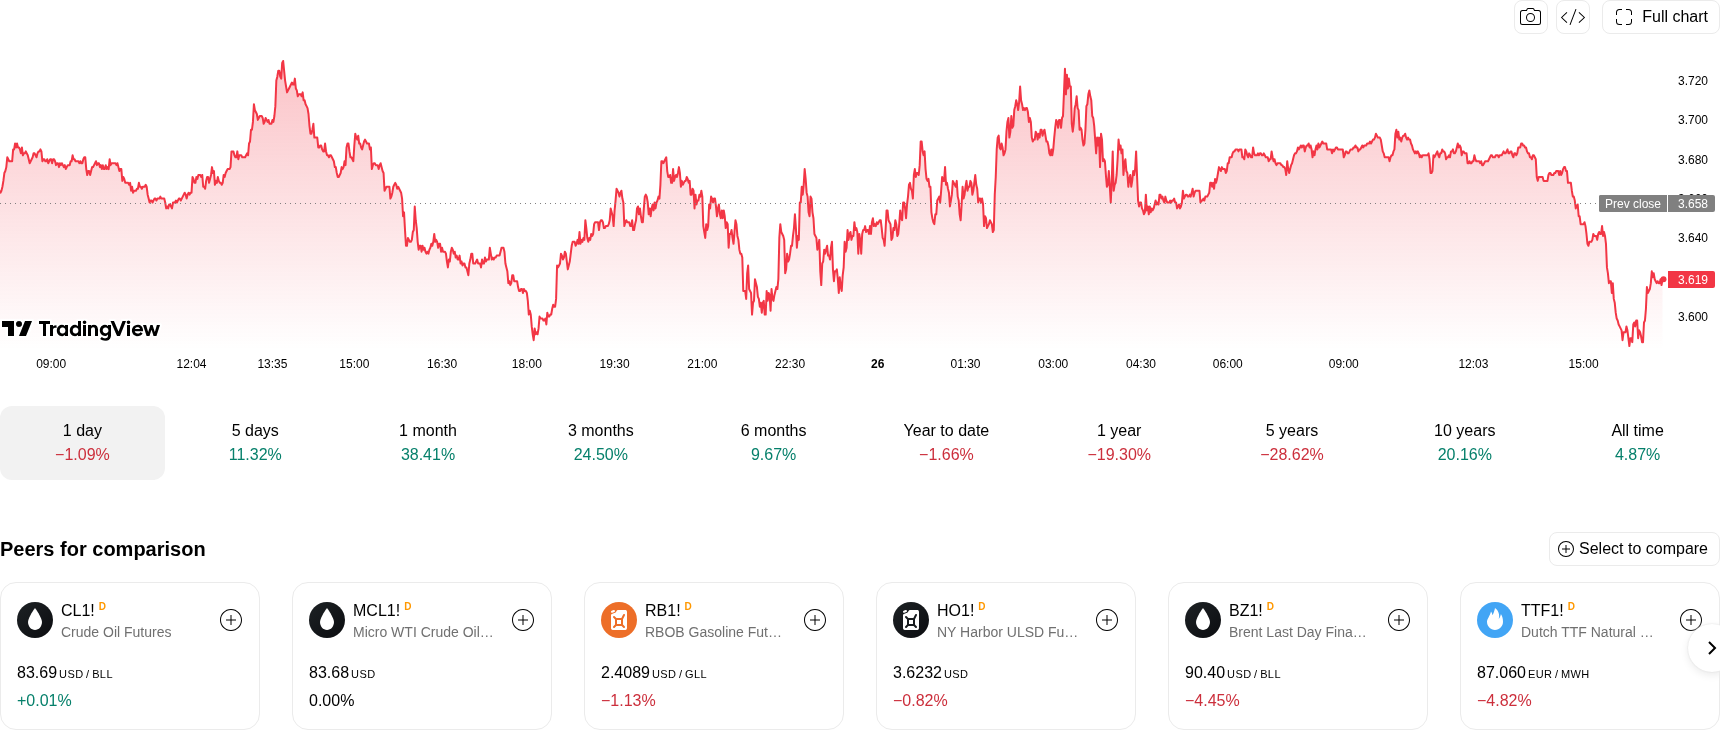 Full chart
3.720
3.700
3.680
Prev close 3.658
3.640
3.619
3.600
TradingView
09:00 12:04 13:35 15:00 16:30 18:00 19:30 21:00 22:30 26 01:30 03:00 04:30 06:00 09:00 12:03 15:00
1 day 5 days 1 month 3 months 6 months Year to date 1 year 5 years 10 years All time
−1.09% 11.32% 38.41% 24.50% 9.67% −1.66% −19.30% −28.62% 20.16% 4.87%
Peers for comparison
Select to compare
CL1! D
Crude Oil Futures
83.69 USD / BLL
+0.01%
MCL1! D
Micro WTI Crude Oil…
83.68 USD
0.00%
RB1! D
RBOB Gasoline Fut…
2.4089 USD / GLL
−1.13%
HO1! D
NY Harbor ULSD Fu…
3.6232 USD
−0.82%
BZ1! D
Brent Last Day Fina…
90.40 USD / BLL
−4.45%
TTF1! D
Dutch TTF Natural …
87.060 EUR / MWH
−4.82%